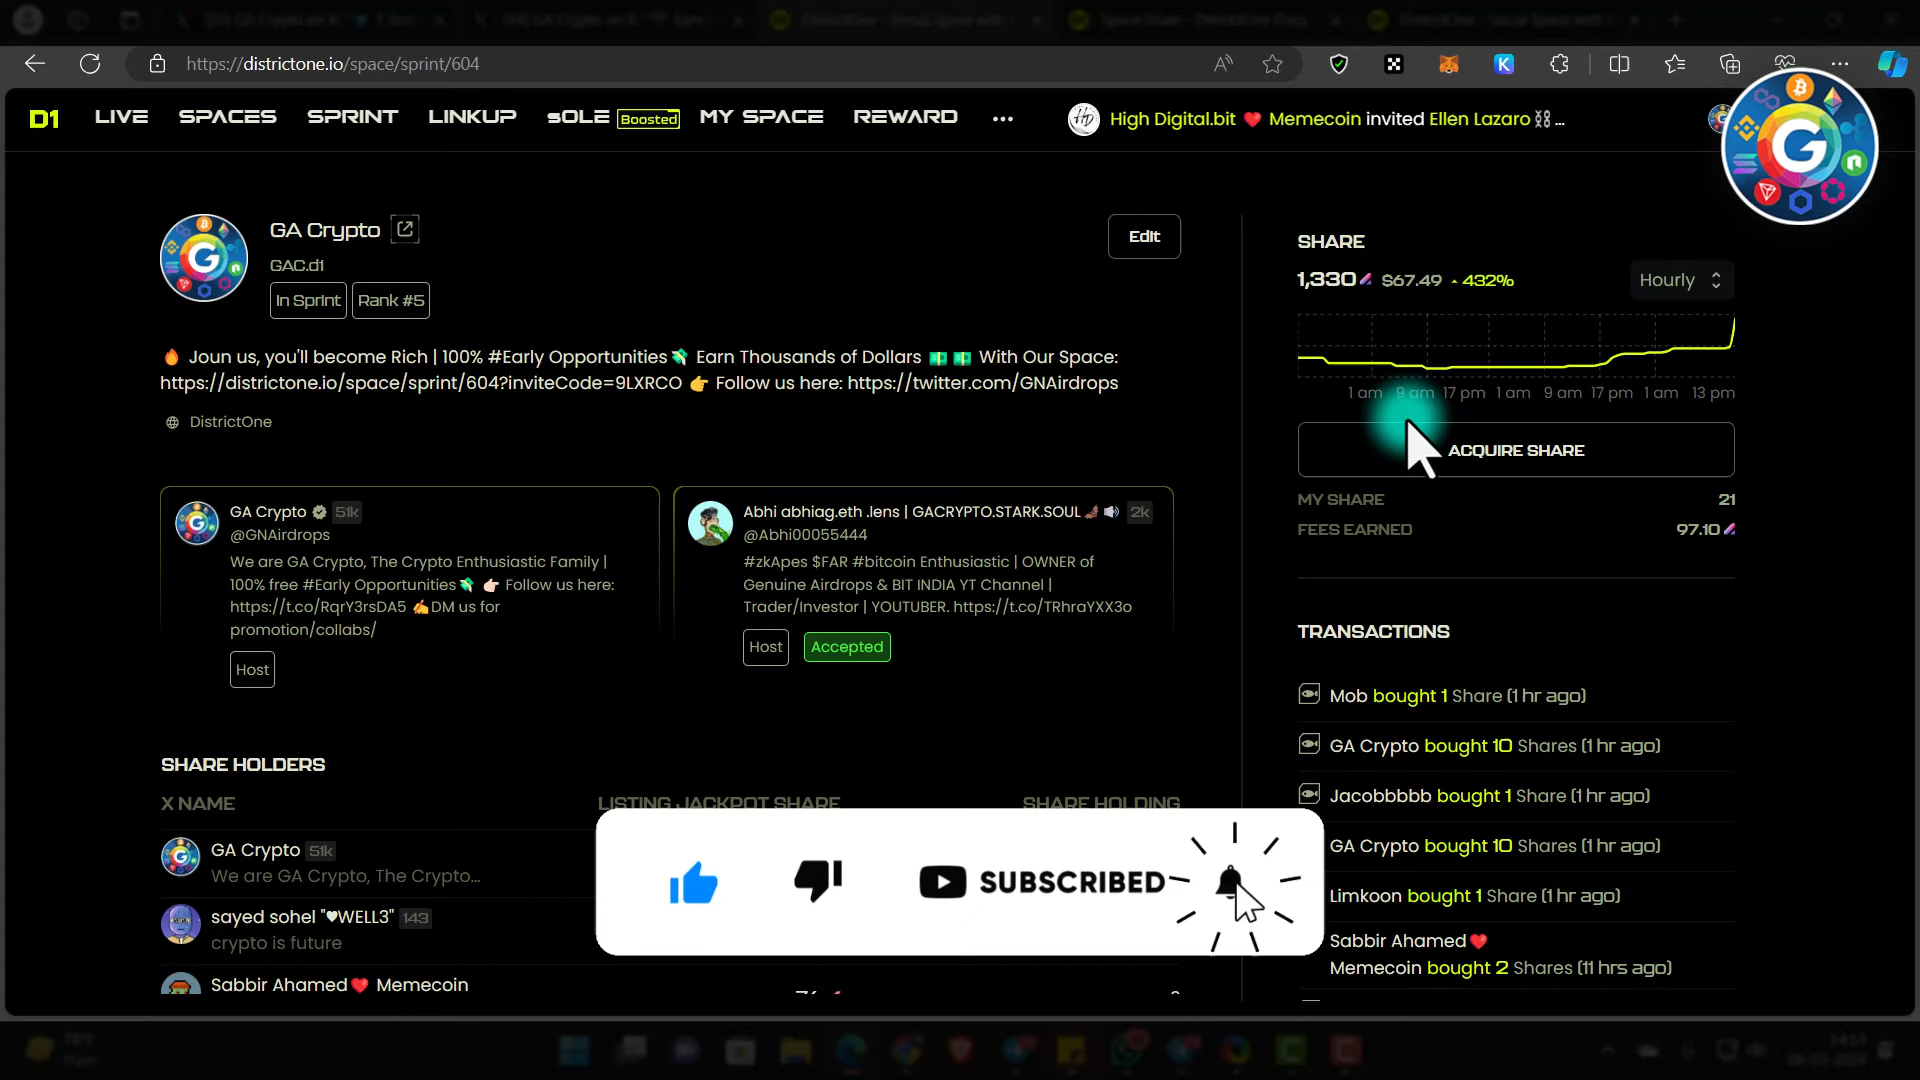 https://districtone.io/space/sprint/604
D1 LIVE SPACES SPRINT LINKUP sOLE Boosted MY SPACE REWARD ...
High Digital.bit ❤️ Memecoin invited Ellen Lazaro ⛓ ...
GA Crypto
GAC.d1
In Sprint Rank #5
Edit
🔥 Joun us, you'll become Rich | 100% #Early Opportunities💸 Earn Thousands of Dollars 💵 💵 With Our Space:
https://districtone.io/space/sprint/604?inviteCode=9LXRCO 👉 Follow us here: https://twitter.com/GNAirdrops
DistrictOne
GA Crypto 51k
@GNAirdrops
We are GA Crypto, The Crypto Enthusiastic Family |
100% free #Early Opportunities💸 👉🏻 Follow us here:
https://t.co/RqrY3rsDA5 ✍️DM us for
promotion/collabs/
Host
Abhi abhiag.eth .lens | GACRYPTO.STARK.SOUL 2k
@Abhi00055444
#zkApes $FAR #bitcoin Enthusiastic | OWNER of
Genuine Airdrops & BIT INDIA YT Channel |
Trader/Investor | YOUTUBER. https://t.co/TRhraYXX3o
Host Accepted
SHARE HOLDERS
X NAME LISTING JACKPOT SHARE SHARE HOLDING
GA Crypto 51k
We are GA Crypto, The Crypto...
sayed sohel "♥WELL3" 143
crypto is future
Sabbir Ahamed❤️ Memecoin
SUBSCRIBED
SHARE
1,330 $67.49 432%
Hourly
1 am 9 am 17 pm 1 am 9 am 17 pm 1 am 13 pm
ACQUIRE SHARE
MY SHARE 21
FEES EARNED 97.10
TRANSACTIONS
Mob bought 1 Share (1 hr ago)
GA Crypto bought 10 Shares (1 hr ago)
Jacobbbbb bought 1 Share (1 hr ago)
GA Crypto bought 10 Shares (1 hr ago)
Limkoon bought 1 Share (1 hr ago)
Sabbir Ahamed❤️
Memecoin bought 2 Shares (11 hrs ago)